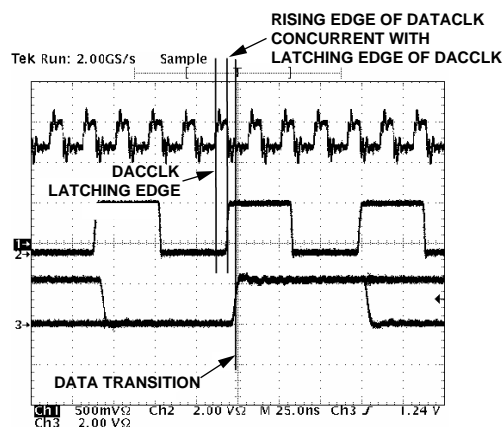 RISING EDGE OF DATACLK
CONCURRENT WITH
LATCHING EDGE OF DACCLK
Tek Run: 2.00GS/s Sample
DACCLK
LATCHING EDGE
1
2
3
DATA TRANSITION
Ch1 500mVΩ Ch2 2.00 VΩ M 25.0ns Ch3 ∫ 1.24 V
Ch3 2.00 VΩ